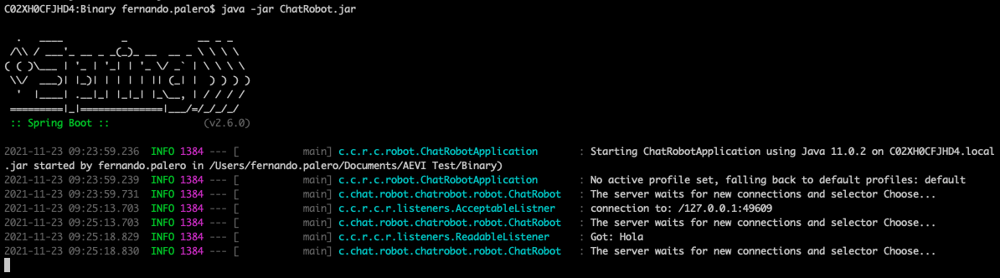 C02XH0CFJHD4:Binary fernando.palero$ java -jar ChatRobot.jar
  .   ____          _            __ _ _
 /\\ / ___'_ __ _ _(_)_ __  __ _ \ \ \ \
( ( )\___ | '_ | '_| | '_ \/ _` | \ \ \ \
 \\/  ___)| |_)| | | | | || (_| |  ) ) ) )
  '  |____| .__|_| |_|_| |_\__, | / / / /
 =========|_|==============|___/=/_/_/_/
 :: Spring Boot ::                (v2.6.0)
2021-11-23 09:23:59.236  INFO 1384 --- [           main] c.c.r.c.robot.ChatRobotApplication       : Starting ChatRobotApplication using Java 11.0.2 on C02XH0CFJHD4.local
.jar started by fernando.palero in /Users/fernando.palero/Documents/AEVI Test/Binary)
2021-11-23 09:23:59.239  INFO 1384 --- [           main] c.c.r.c.robot.ChatRobotApplication       : No active profile set, falling back to default profiles: default
2021-11-23 09:23:59.731  INFO 1384 --- [           main] c.chat.robot.chatrobot.robot.ChatRobot   : The server waits for new connections and selector Choose...
2021-11-23 09:25:13.703  INFO 1384 --- [           main] c.c.r.c.r.listeners.AcceptableListner    : connection to: /127.0.0.1:49609
2021-11-23 09:25:13.703  INFO 1384 --- [           main] c.chat.robot.chatrobot.robot.ChatRobot   : The server waits for new connections and selector Choose...
2021-11-23 09:25:18.829  INFO 1384 --- [           main] c.c.r.c.r.listeners.ReadableListener     : Got: Hola
2021-11-23 09:25:18.830  INFO 1384 --- [           main] c.chat.robot.chatrobot.robot.ChatRobot   : The server waits for new connections and selector Choose...